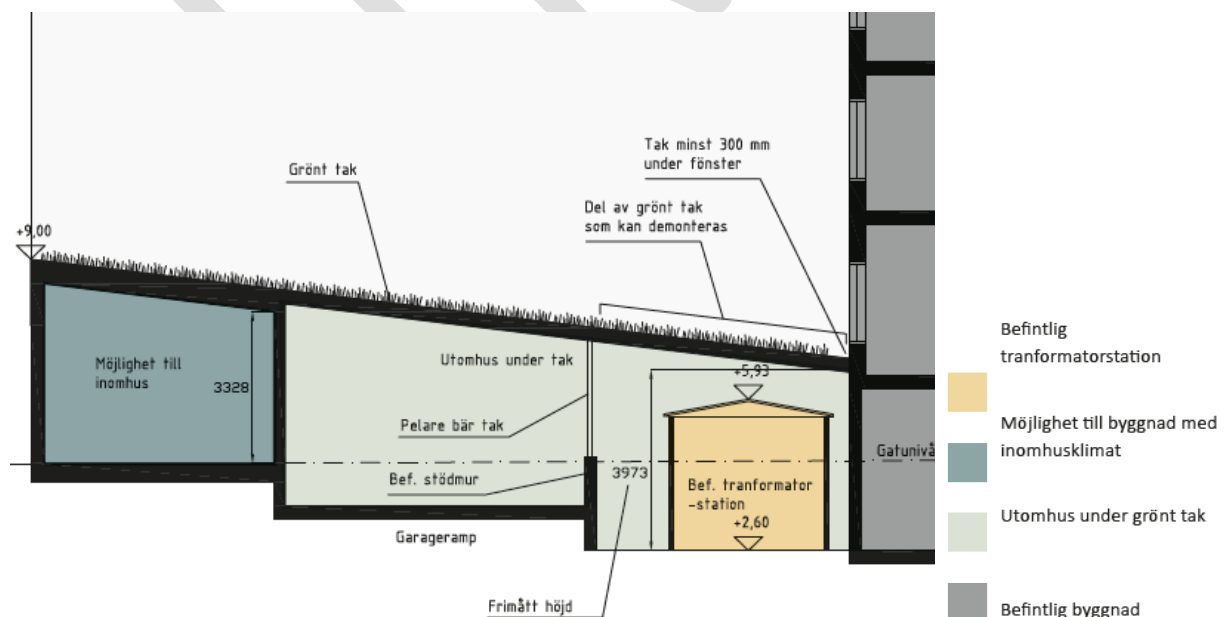 Tak minst 300 mm
under fönster
Grönt tak
Del av grönt tak
som kan demonteras
+9,00
Utomhus under tak
+5,93
Möjlighet till
inomhus
3328
Pelare bär tak
Gatunivå
Bef. stödmur
3973
Bef. tranformator
-station
+2,60
Garageramp
Frimått höjd
Befintlig
tranformatorstation
Möjlighet till byggnad med
inomhusklimat
Utomhus under grönt tak
Befintlig byggnad